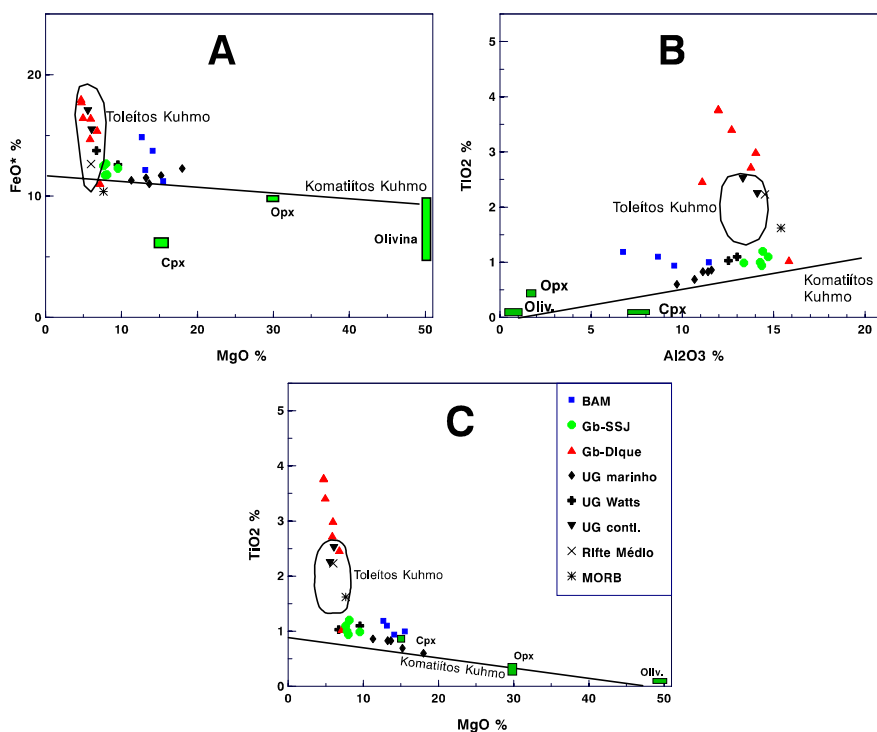 A
FeO* %
20
10
0
Toleítos Kuhmo
Komatiítos Kuhmo
Opx
Cpx
Olivina
0
10
20
30
40
50
MgO %
B
TiO2 %
5
4
3
2
1
0
Toleítos Kuhmo
Komatiítos
Kuhmo
Opx
Oliv.
Cpx
0
5
10
15
20
Al2O3 %
C
TiO2 %
5
4
3
2
1
0
Toleítos Kuhmo
Cpx
Komatiítos Kuhmo
Opx
Oliv.
0
10
20
30
40
50
MgO %
BAM
Gb-SSJ
Gb-Dique
UG marinho
UG Watts
UG conti.
Rifte Médio
MORB